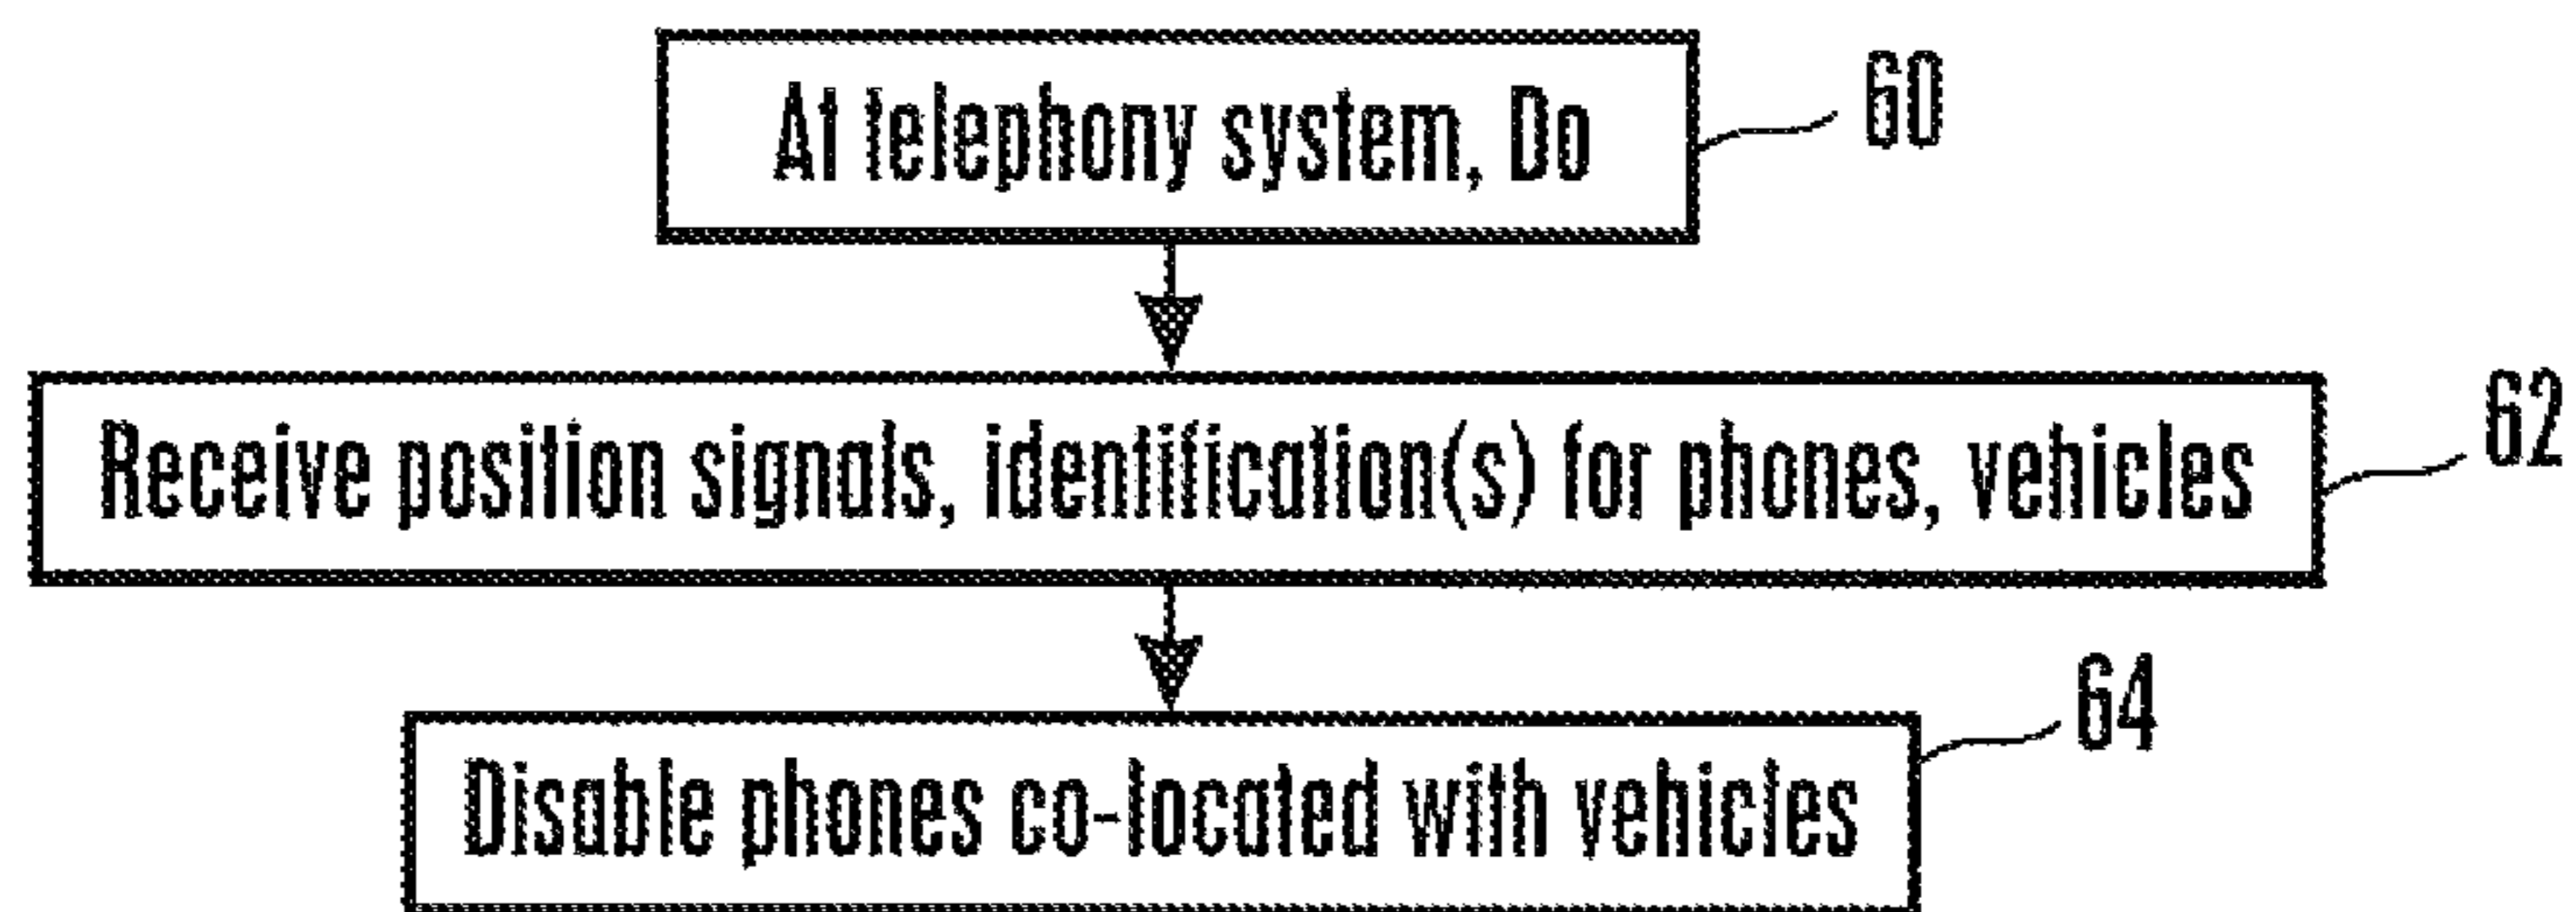 At telephony system, Do
60
Receive position signals, identification(s) for phones, vehicles
62
Disable phones co-located with vehicles
64